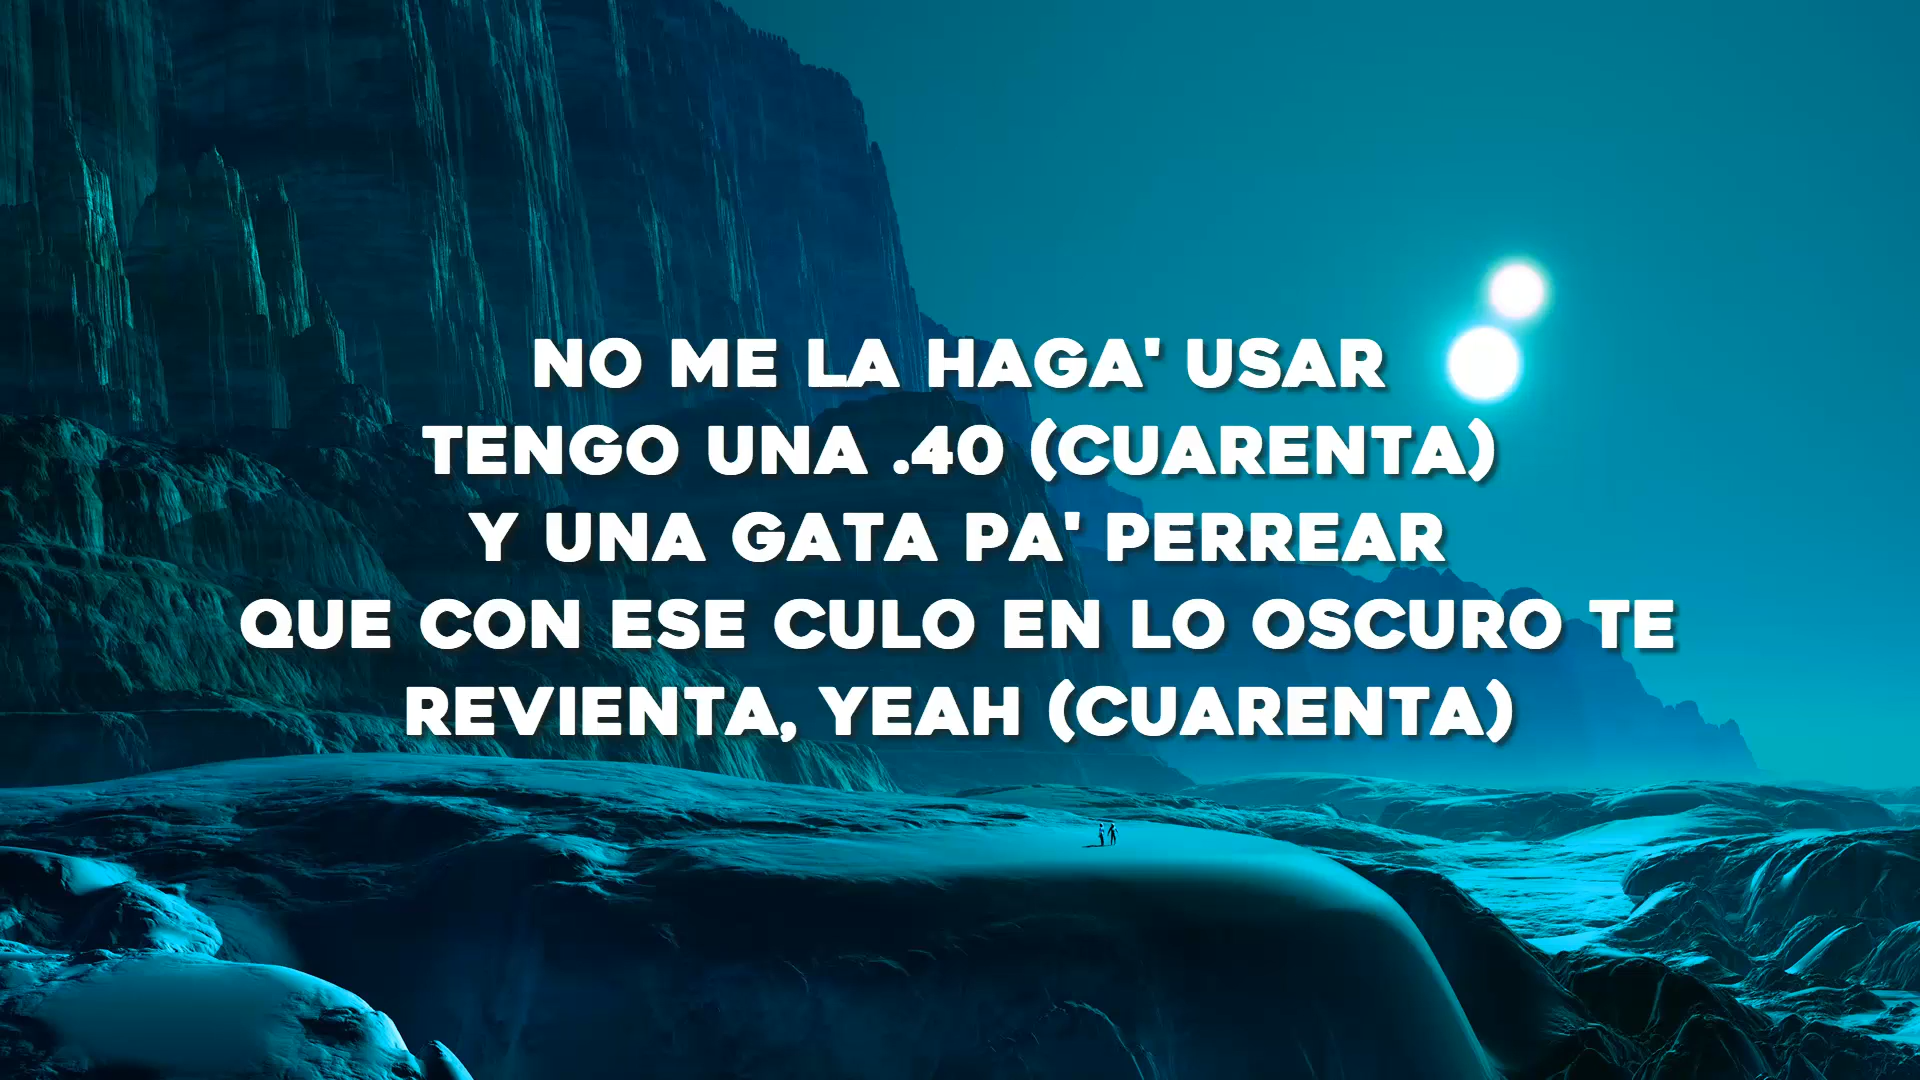 NO ME LA HAGA' USAR
TENGO UNA .40 (CUARENTA)
Y UNA GATA PA' PERREAR
QUE CON ESE CULO EN LO OSCURO TE
REVIENTA, YEAH (CUARENTA)